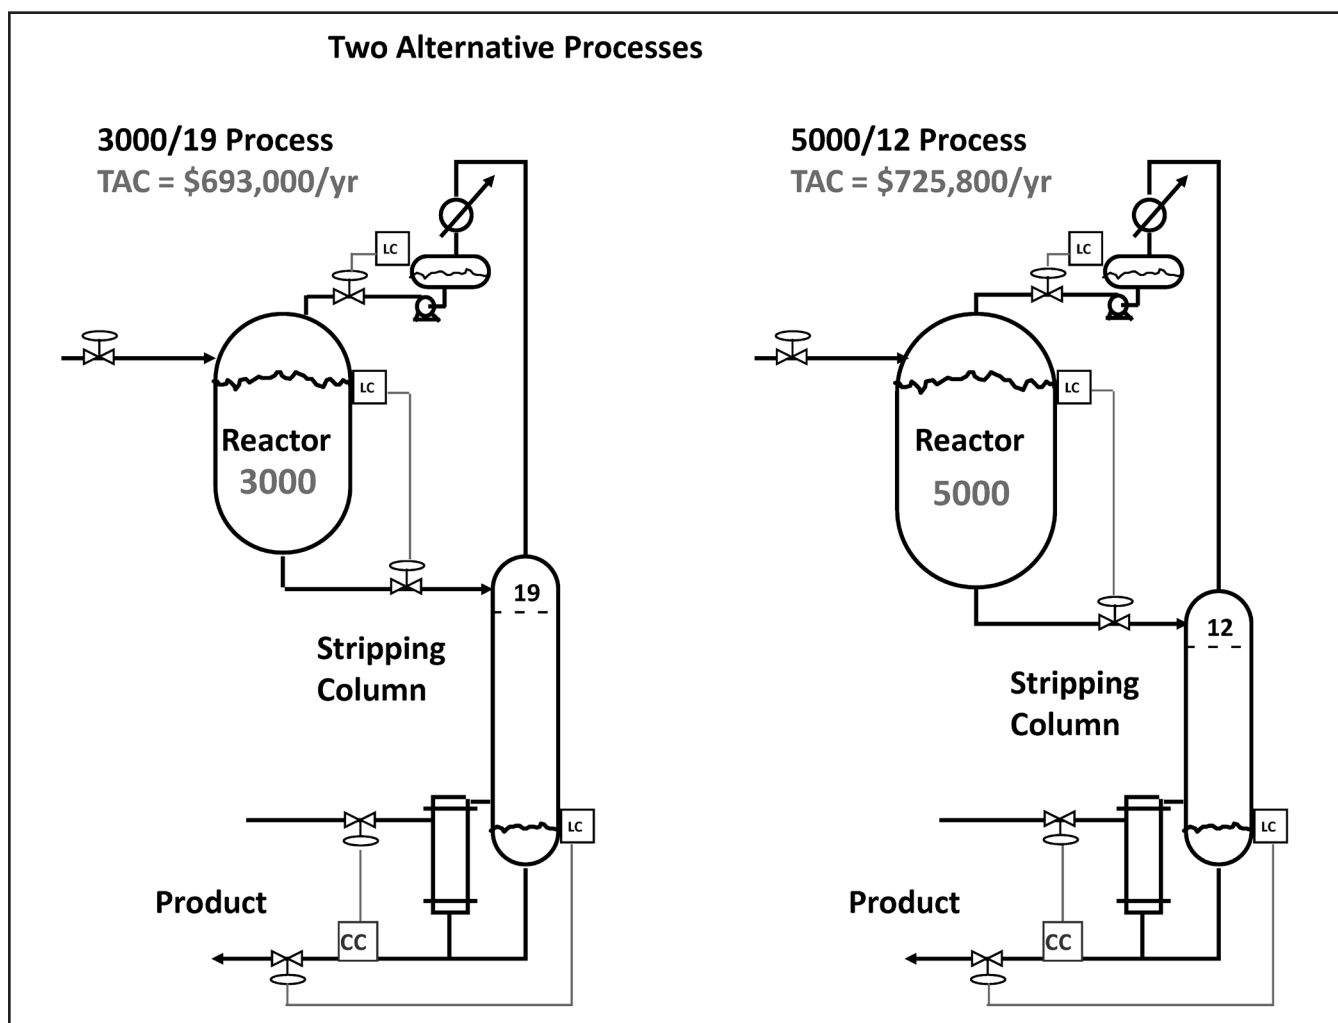 Two Alternative Processes
3000/19 Process
TAC = $693,000/yr
LC
LC
Reactor
3000
19
Stripping
Column
LC
Product
CC
5000/12 Process
TAC = $725,800/yr
LC
LC
Reactor
5000
12
Stripping
Column
LC
Product
CC